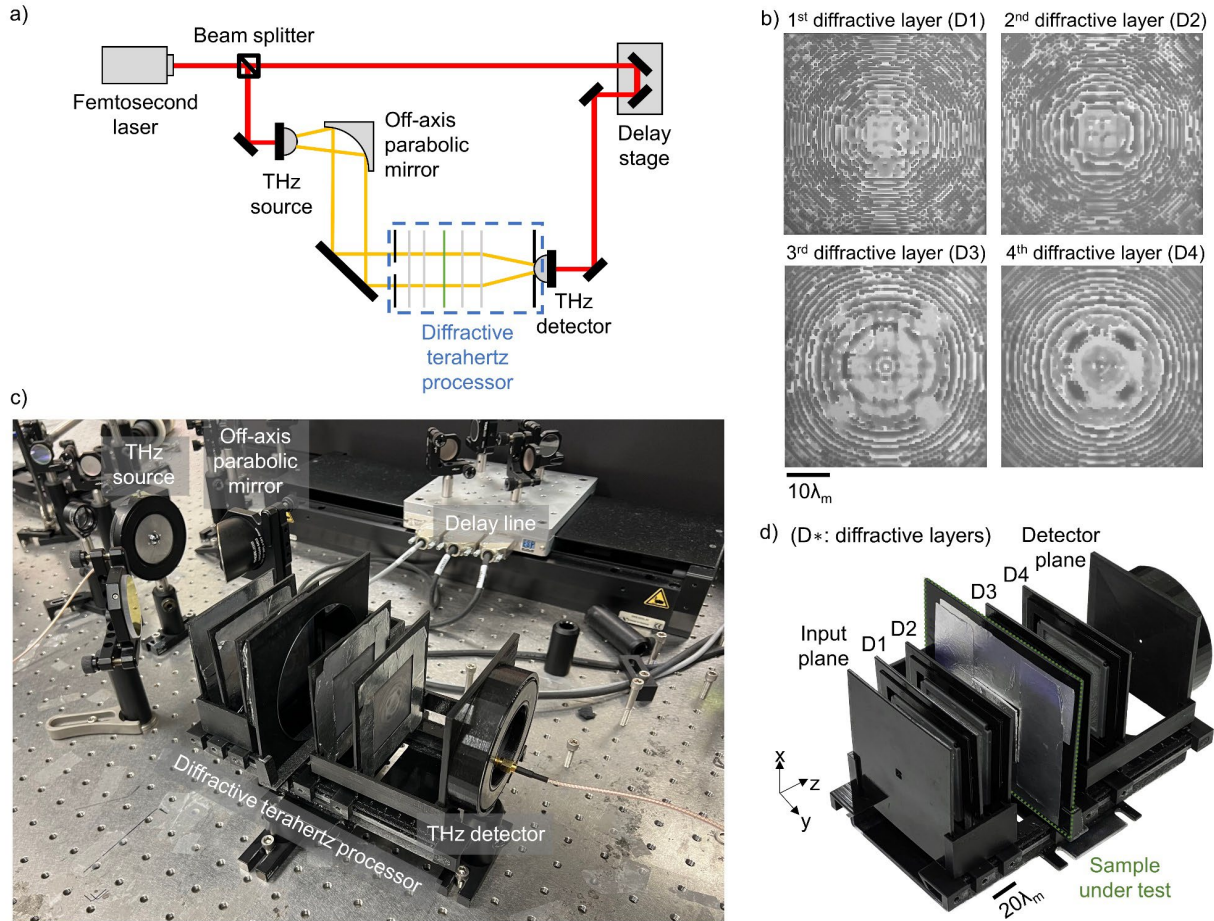 a)
Beam splitter
Femtosecond
laser
Off-axis
parabolic
mirror
Delay
stage
THz
source
THz
detector
Diffractive
terahertz
processor
b)
1st diffractive layer (D1)
2nd diffractive layer (D2)
3rd diffractive layer (D3)
4th diffractive layer (D4)
10λm
c)
THz
source
Off-axis
parabolic
mirror
Delay line
Diffractive terahertz processor
THz detector
d) (D*: diffractive layers)
Detector
plane
D4
D3
D2
D1
Input
plane
x
z
y
20λm
Sample
under test